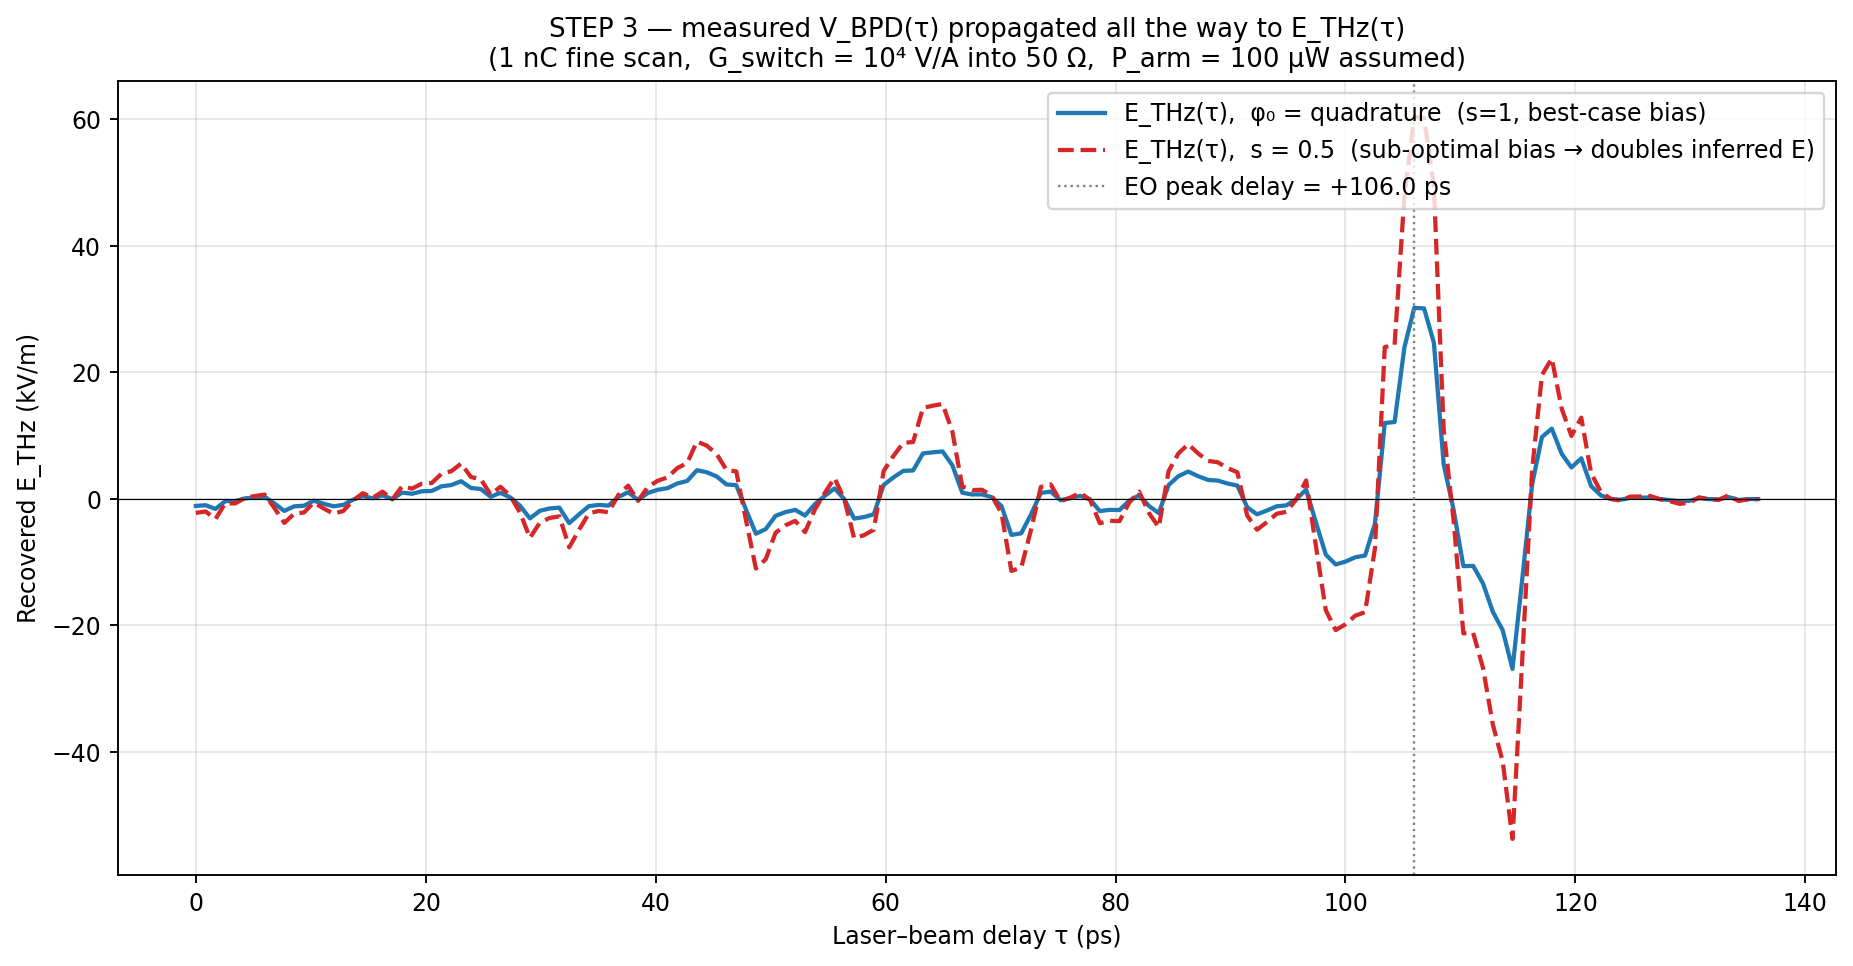 STEP 3 — measured V_BPD(τ) propagated all the way to E_THz(τ)
(1 nC fine scan,  G_switch = 10⁴ V/A into 50 Ω,  P_arm = 100 μW assumed)
E_THz(τ),  φ₀ = quadrature  (s=1, best-case bias)
E_THz(τ),  s = 0.5  (sub-optimal bias → doubles inferred E)
EO peak delay = +106.0 ps
Recovered E_THz (kV/m)
60
40
20
0
−20
−40
0
20
40
60
80
100
120
140
Laser–beam delay τ (ps)